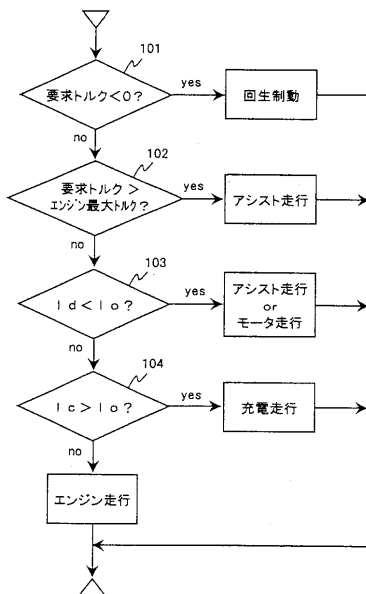 101
要求トルク<0?
yes
回生制動
no
102
要求トルク>
エンジン最大トルク?
yes
アシスト走行
no
103
Id<Io?
yes
アシスト走行
or
モータ走行
no
104
Ic>Io?
yes
充電走行
no
エンジン走行